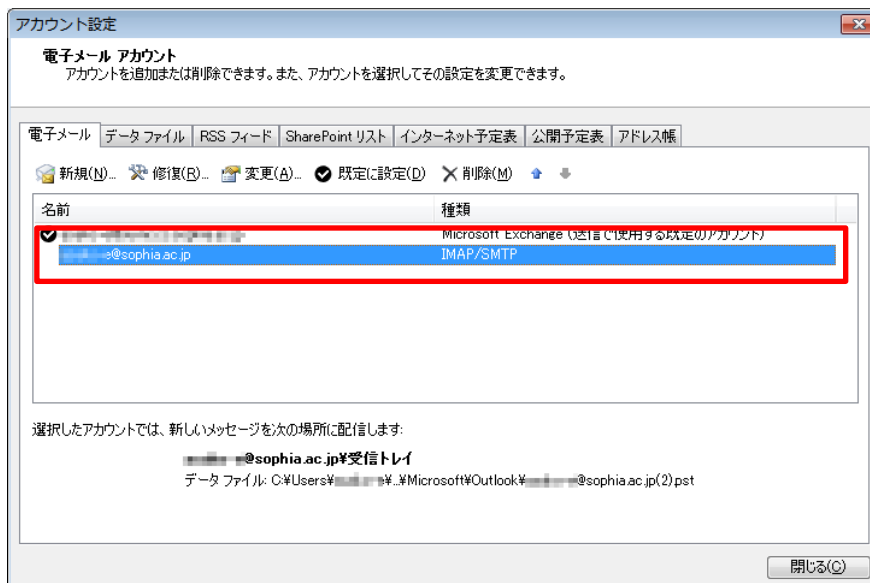 アカウント設定
電子メール アカウント
アカウントを追加または削除できます。また、アカウントを選択してその設定を変更できます。
電子メール データ ファイル RSS フィード SharePoint リスト インターネット予定表 公開予定表 アドレス帳
新規(N)... 修復(R)... 変更(A)... 既定に設定(D) 削除(M)
名前 種類
Microsoft Exchange (送信で使用する既定のアカウント)
e@sophia.ac.jp IMAP/SMTP
選択したアカウントでは、新しいメッセージを次の場所に配信します:
@sophia.ac.jp¥受信トレイ
データ ファイル: C:¥Users¥ ¥..¥Microsoft¥Outlook¥ @sophia.ac.jp(2).pst
閉じる(C)